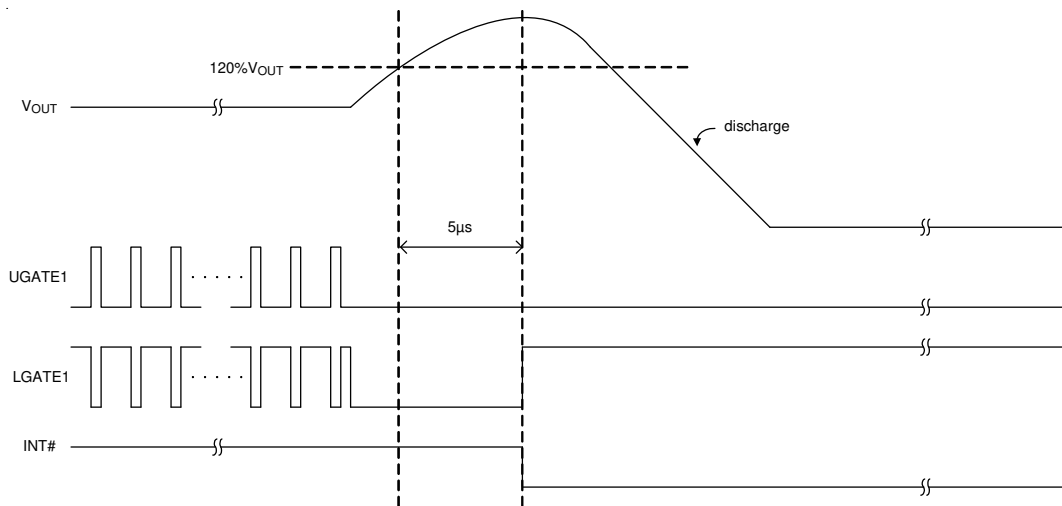 120%VOUT
VOUT
discharge
5µs
UGATE1
LGATE1
INT#